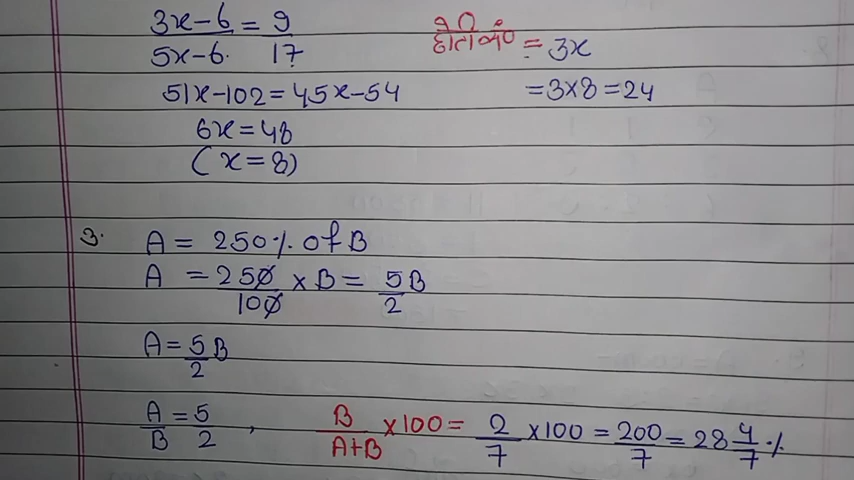 3x-6/5x-6. = 9/17 छोटी सं० = 3x
51x-102=45x-54 =3×8=24
6x=48
(x=8)
3. A = 250% of B
A = 250/100 × B = 5B/2
A = 5/2 B
A/B = 5/2 , B/A+B ×100 = 2/7 ×100 = 200/7 = 28 4/7 %